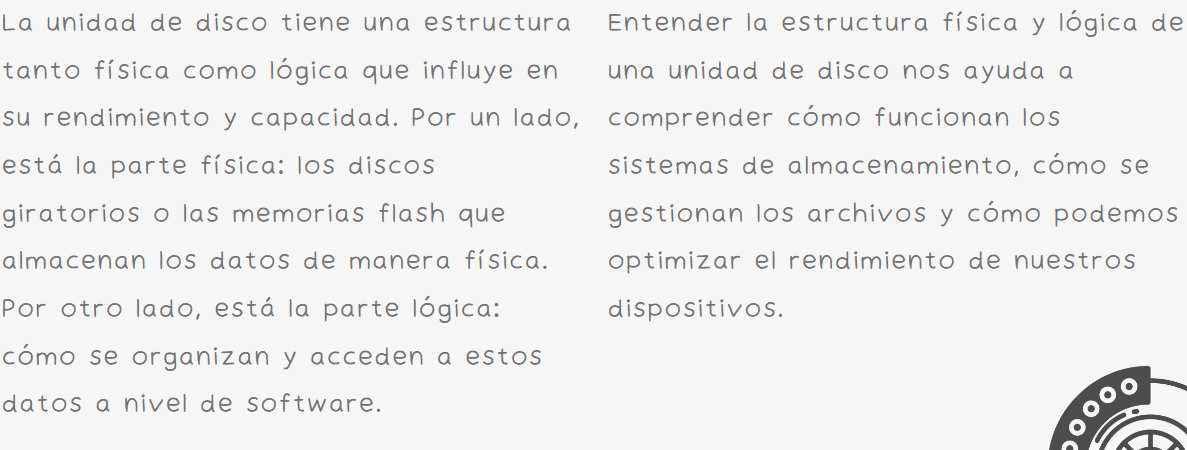 La unidad de disco tiene una estructura
tanto física como lógica que influye en
su rendimiento y capacidad. Por un lado,
está la parte física: los discos
giratorios o las memorias flash que
almacenan los datos de manera física.
Por otro lado, está la parte lógica:
cómo se organizan y acceden a estos
datos a nivel de software.
Entender la estructura física y lógica de
una unidad de disco nos ayuda a
comprender cómo funcionan los
sistemas de almacenamiento, cómo se
gestionan los archivos y cómo podemos
optimizar el rendimiento de nuestros
dispositivos.